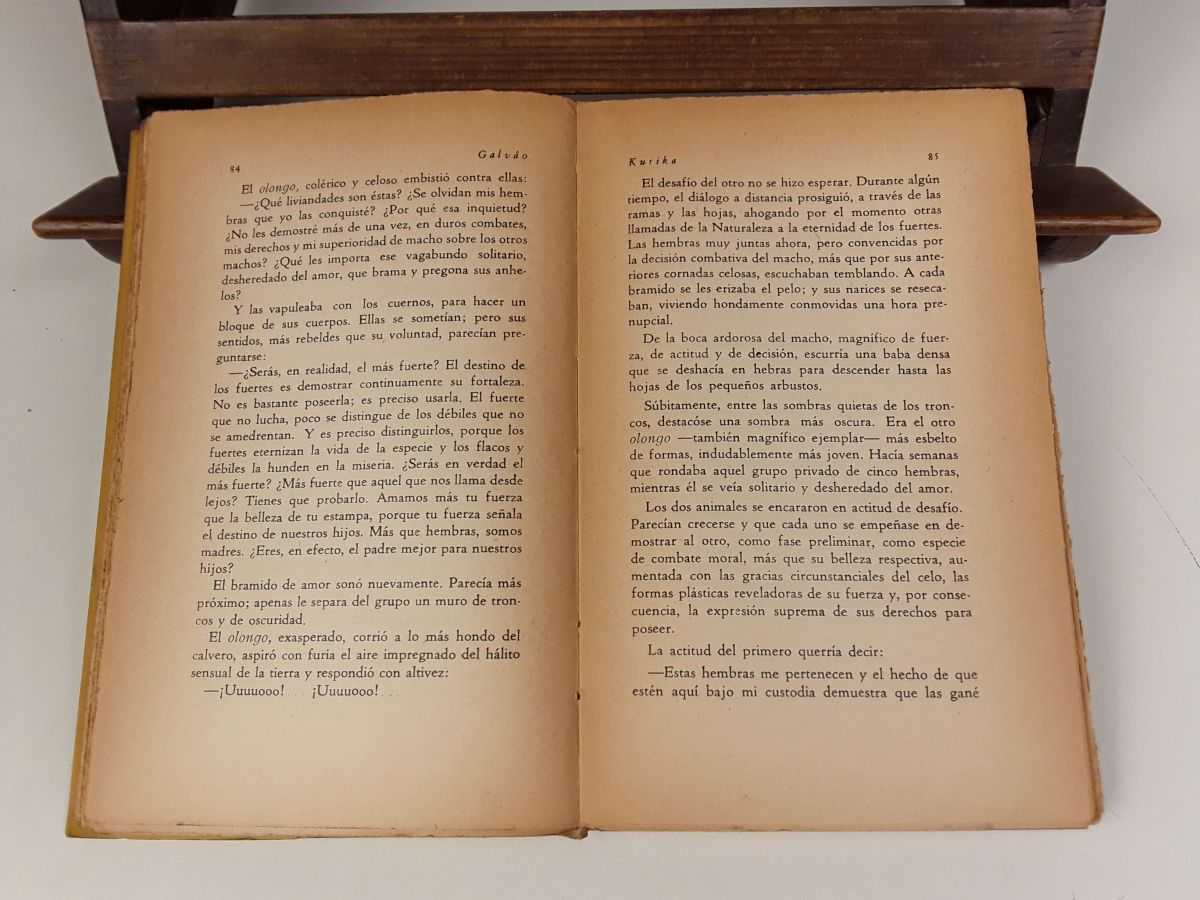 84
Galváo
El olongo, colérico y celoso embistió contra ellas:
—¿Qué liviandades son éstas? ¿Se olvidan mis hem-
bras que yo las conquisté? ¿Por qué esa inquietud?
¿No les demostré más de una vez, en duros combates,
mis derechos y mi superioridad de macho sobre los otros
machos? ¿Qué les importa ese vagabundo solitario,
desheredado del amor, que brama y pregona sus anhe-
los?
Y las vapuleaba con los cuernos, para hacer un
bloque de sus cuerpos. Ellas se sometían; pero sus
sentidos, más rebeldes que su voluntad, parecían pre-
guntarse:
—¿Serás, en realidad, el más fuerte? El destino de
los fuertes es demostrar continuamente su fortaleza.
No es bastante poseerla; es preciso usarla. El fuerte
que no lucha, poco se distingue de los débiles que no
se amedrentan. Y es preciso distinguirlos, porque los
fuertes eternizan la vida de la especie y los flacos y
débiles la hunden en la miseria. ¿Serás en verdad el
más fuerte? ¿Más fuerte que aquel que nos llama desde
lejos? Tienes que probarlo. Amamos más tu fuerza
que la belleza de tu estampa, porque tu fuerza señala
el destino de nuestros hijos. Más que hembras, somos
madres. ¿Eres, en efecto, el padre mejor para nuestros
hijos?
El bramido de amor sonó nuevamente. Parecía más
próximo; apenas le separa del grupo un muro de tron-
cos y de oscuridad.
El olongo, exasperado, corrió a lo más hondo del
calvero, aspiró con furia el aire impregnado del hálito
sensual de la tierra y respondió con altivez:
—¡Uuuuooo! . . ¡Uuuuooo! . .
Kurika
85
El desafío del otro no se hizo esperar. Durante algún
tiempo, el diálogo a distancia prosiguió, a través de las
ramas y las hojas, ahogando por el momento otras
llamadas de la Naturaleza a la eternidad de los fuertes.
Las hembras muy juntas ahora, pero convencidas por
la decisión combativa del macho, más que por sus ante-
riores cornadas celosas, escuchaban temblando. A cada
bramido se les erizaba el pelo; y sus narices se reseca-
ban, viviendo hondamente conmovidas una hora pre-
nupcial.
De la boca ardorosa del macho, magnífico de fuer-
za, de actitud y de decisión, escurría una baba densa
que se deshacía en hebras para descender hasta las
hojas de los pequeños arbustos.
Súbitamente, entre las sombras quietas de los tron-
cos, destacóse una sombra más oscura. Era el otro
olongo —también magnífico ejemplar— más esbelto
de formas, indudablemente más joven. Hacía semanas
que rondaba aquel grupo privado de cinco hembras,
mientras él se veía solitario y desheredado del amor.
Los dos animales se encararon en actitud de desafío.
Parecían crecerse y que cada uno se empeñase en de-
mostrar al otro, como fase preliminar, como especie
de combate moral, más que su belleza respectiva, au-
mentada con las gracias circunstanciales del celo, las
formas plásticas reveladoras de su fuerza y, por conse-
cuencia, la expresión suprema de sus derechos para
poseer.
La actitud del primero querría decir:
—Estas hembras me pertenecen y el hecho de que
estén aquí bajo mi custodia demuestra que las gané